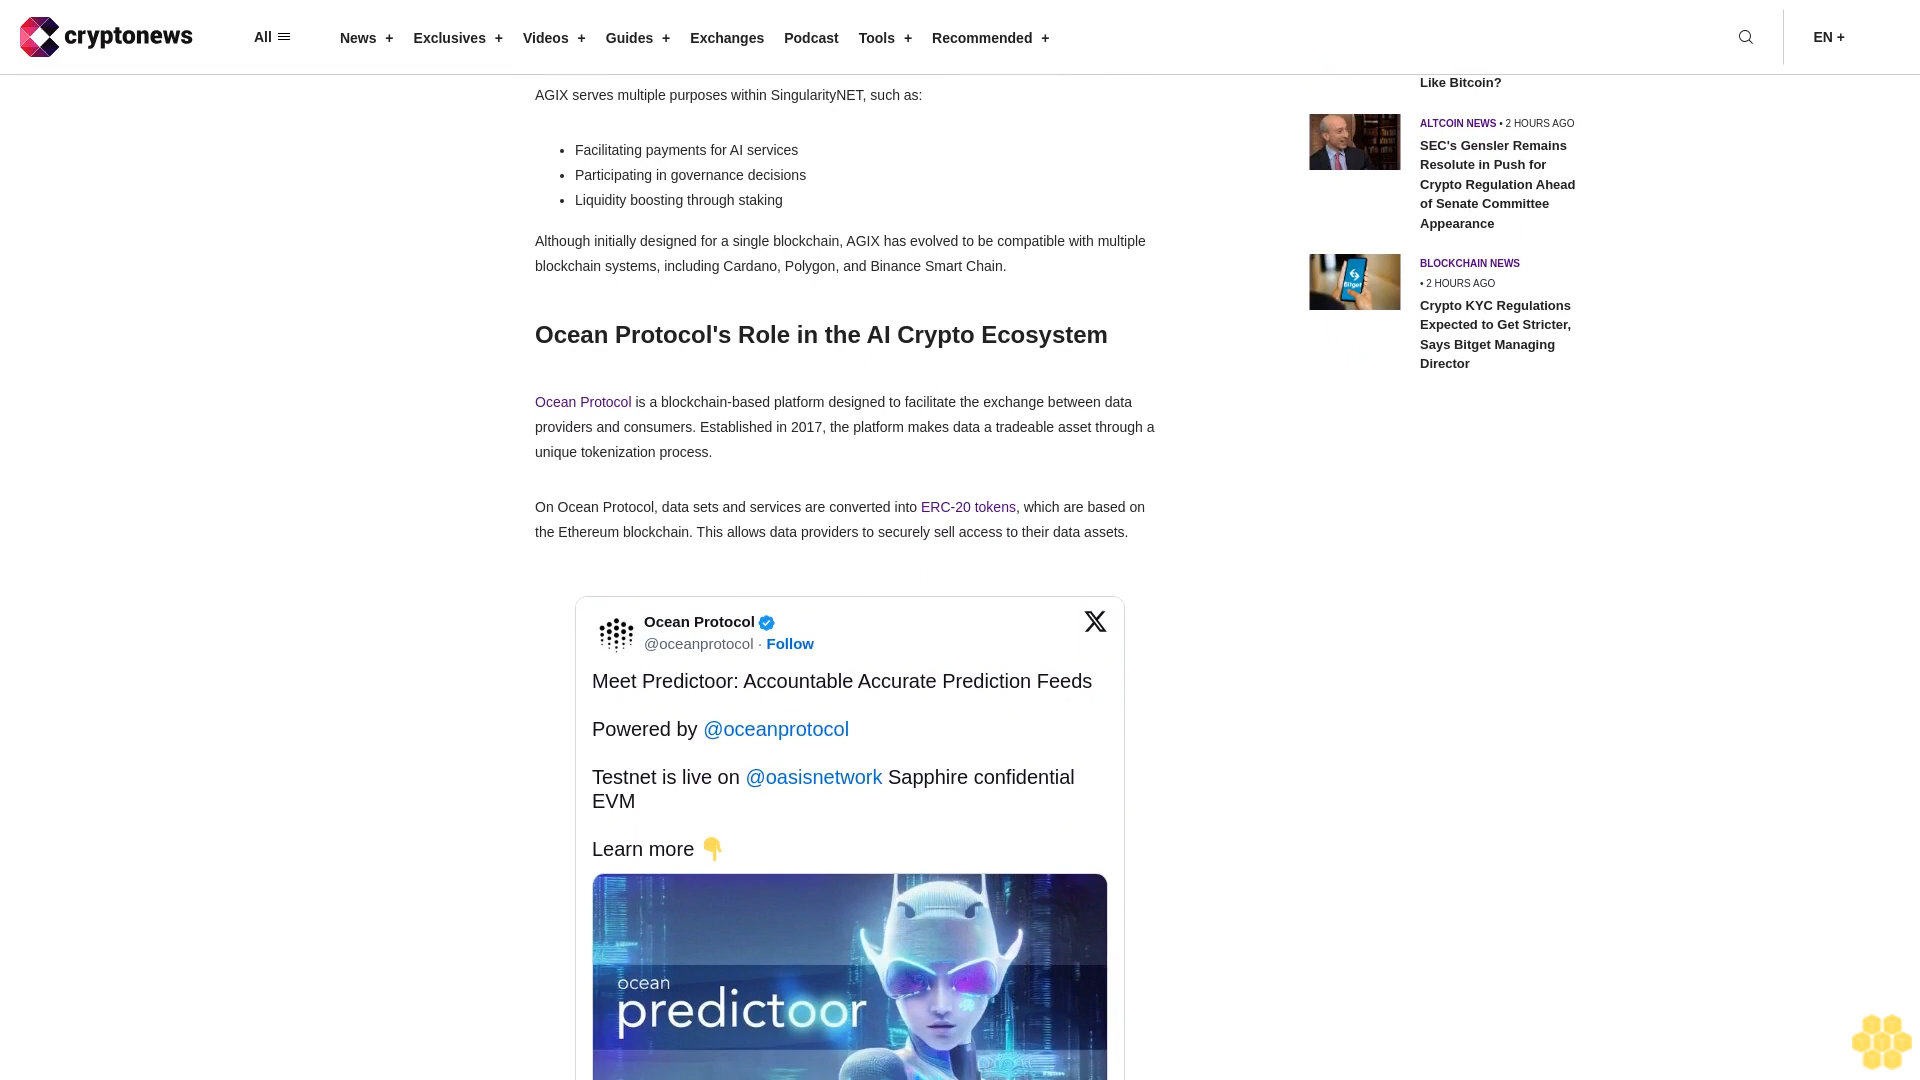 cryptonews
All
News +
Exclusives +
Videos +
Guides +
Exchanges
Podcast
Tools +
Recommended +
EN +
AGIX serves multiple purposes within SingularityNET, such as:
• Facilitating payments for AI services
• Participating in governance decisions
• Liquidity boosting through staking
Although initially designed for a single blockchain, AGIX has evolved to be compatible with multiple
blockchain systems, including Cardano, Polygon, and Binance Smart Chain.
Ocean Protocol's Role in the AI Crypto Ecosystem
Ocean Protocol is a blockchain-based platform designed to facilitate the exchange between data
providers and consumers. Established in 2017, the platform makes data a tradeable asset through a
unique tokenization process.
On Ocean Protocol, data sets and services are converted into ERC-20 tokens, which are based on
the Ethereum blockchain. This allows data providers to securely sell access to their data assets.
Ocean Protocol
@oceanprotocol · Follow
Meet Predictoor: Accountable Accurate Prediction Feeds
Powered by @oceanprotocol
Testnet is live on @oasisnetwork Sapphire confidential
EVM
Learn more 👇
ocean
predictoor
Like Bitcoin?
ALTCOIN NEWS • 2 HOURS AGO
SEC's Gensler Remains
Resolute in Push for
Crypto Regulation Ahead
of Senate Committee
Appearance
Bitget
BLOCKCHAIN NEWS
• 2 HOURS AGO
Crypto KYC Regulations
Expected to Get Stricter,
Says Bitget Managing
Director